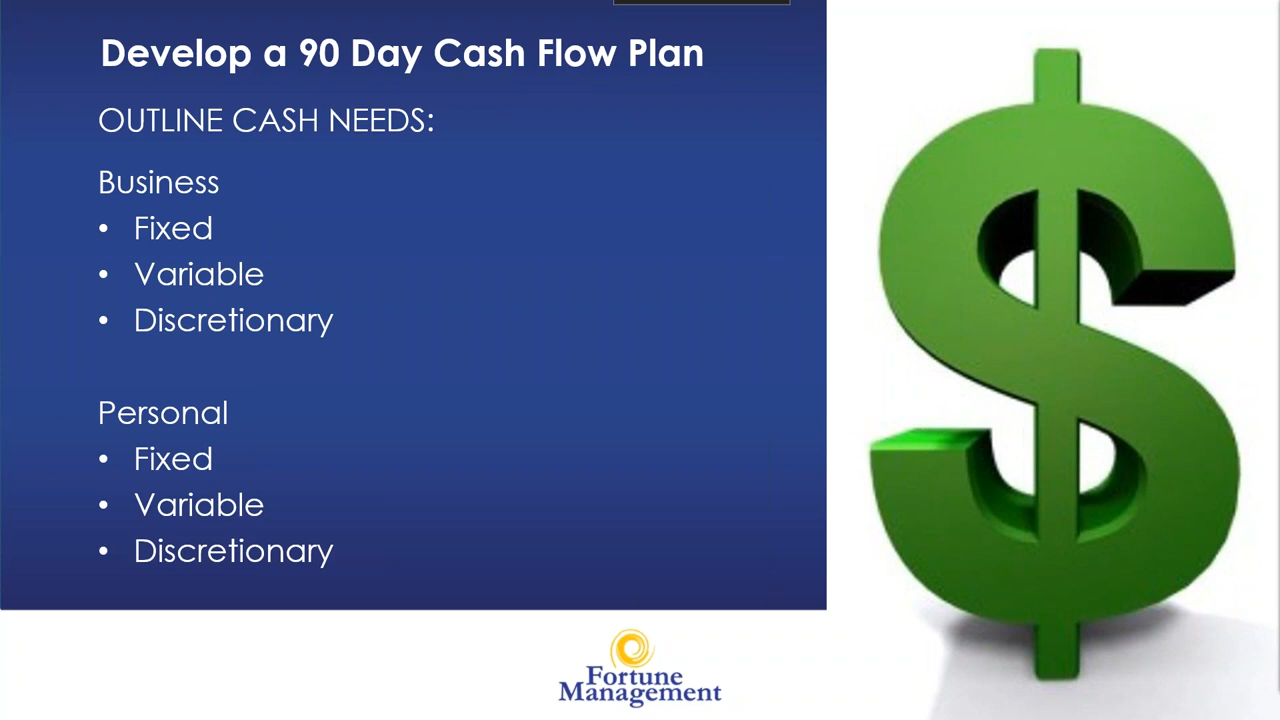 Develop a 90 Day Cash Flow Plan
OUTLINE CASH NEEDS:
Business
• Fixed
• Variable
• Discretionary
Personal
• Fixed
• Variable
• Discretionary
Fortune
Management